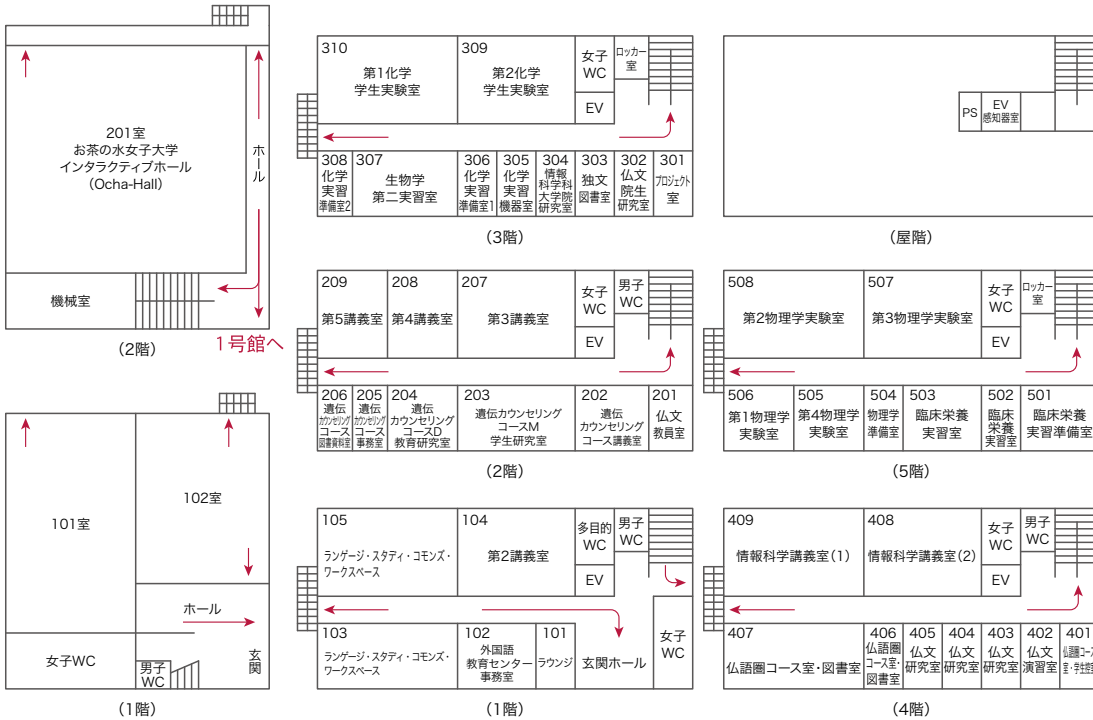 201室
お茶の水女子大学
インタラクティブホール
(Ocha-Hall)
ホール
機械室
(2階)
1号館へ
101室
102室
ホール
女子WC
男子
WC
玄関
(1階)
310
第1化学
学生実験室
309
第2化学
学生実験室
女子
WC
ロッカー
室
EV
308
化学
実習
準備室2
307
生物学
第二実習室
306
化学
実習
準備室1
305
化学
実習
機器室
304
情報
科学科
大学院
研究室
303
独文
図書室
302
仏文
院生
研究室
301
プロジェクト
室
(3階)
209
第5講義室
208
第4講義室
207
第3講義室
女子
WC
男子
WC
EV
206
遺伝
カウンセリング
コース
図書資料室
205
遺伝
カウンセリング
コース
事務室
204
遺伝
カウンセリング
コースD
教育研究室
203
遺伝カウンセリング
コースM
学生研究室
202
遺伝
カウンセリング
コース講義室
201
仏文
教員室
(2階)
105
ランゲージ・スタディ・コモンズ・
ワークスペース
104
第2講義室
多目的
WC
男子
WC
EV
103
ランゲージ・スタディ・コモンズ・
ワークスペース
102
外国語
教育センター
事務室
101
ラウンジ
玄関ホール
女子
WC
(1階)
PS
EV
感知器室
(屋階)
508
第2物理学実験室
507
第3物理学実験室
女子
WC
ロッカー
室
EV
506
第1物理学
実験室
505
第4物理学
実験室
504
物理学
準備室
503
臨床栄養
実習室
502
臨床
栄養
実習室
501
臨床栄養
実習準備室
(5階)
409
情報科学講義室(1)
408
情報科学講義室(2)
女子
WC
男子
WC
EV
407
仏語圏コース室・図書室
406
仏語圏
コース室・
図書室
405
仏文
研究室
404
仏文
研究室
403
仏文
研究室
402
仏文
演習室
401
仏語圏コース
(4階)